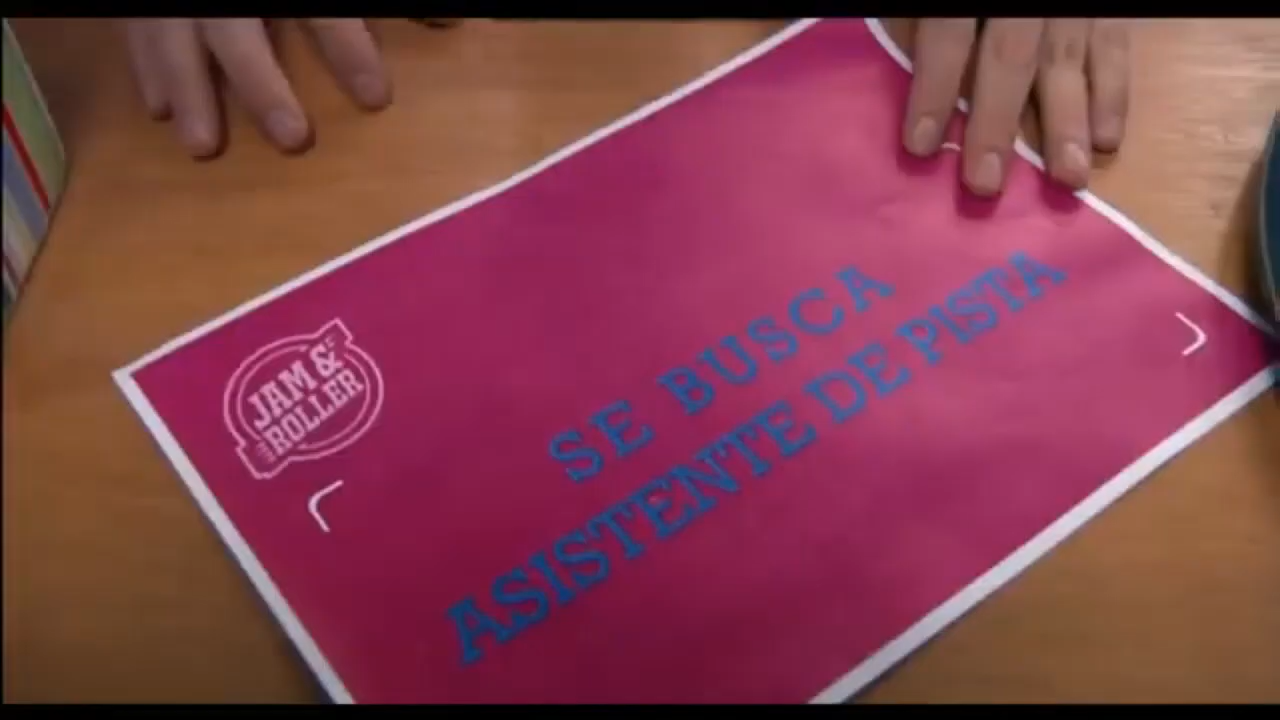 JAM &
ROLLER
SE BUSCA
ASISTENTE DE PISTA